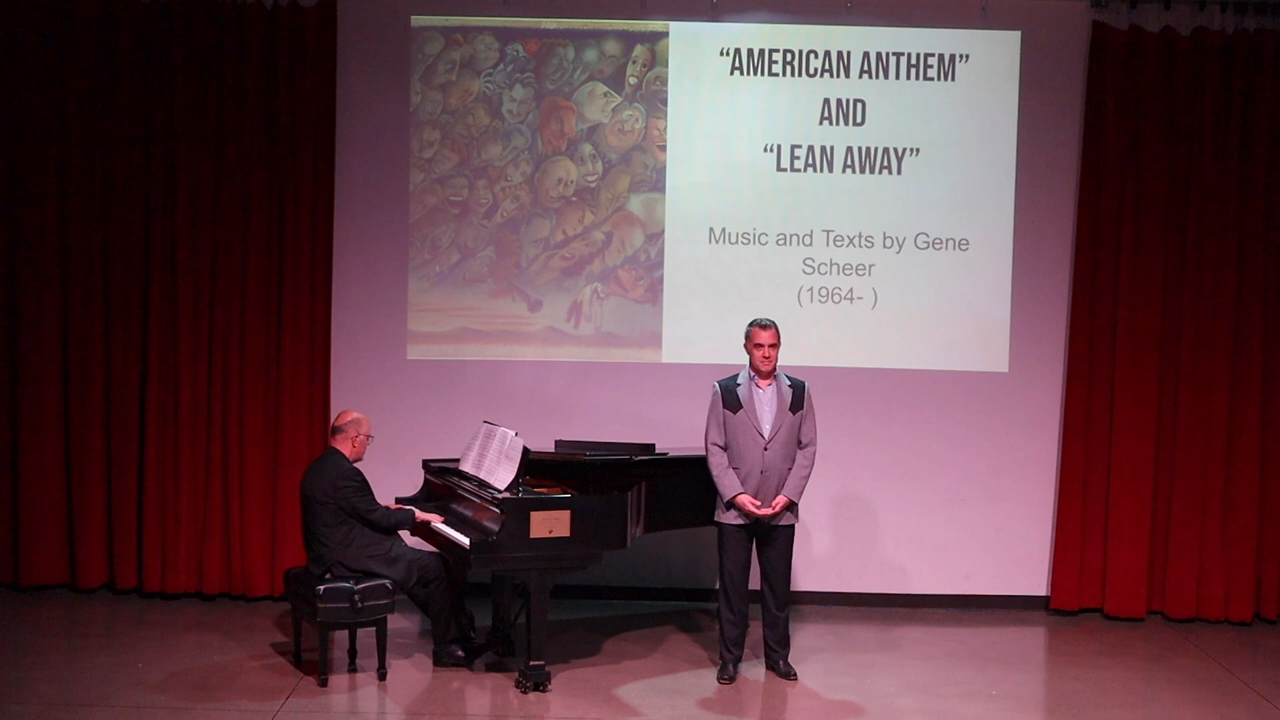 “AMERICAN ANTHEM”
AND
“LEAN AWAY”
Music and Texts by Gene
Scheer
(1964- )